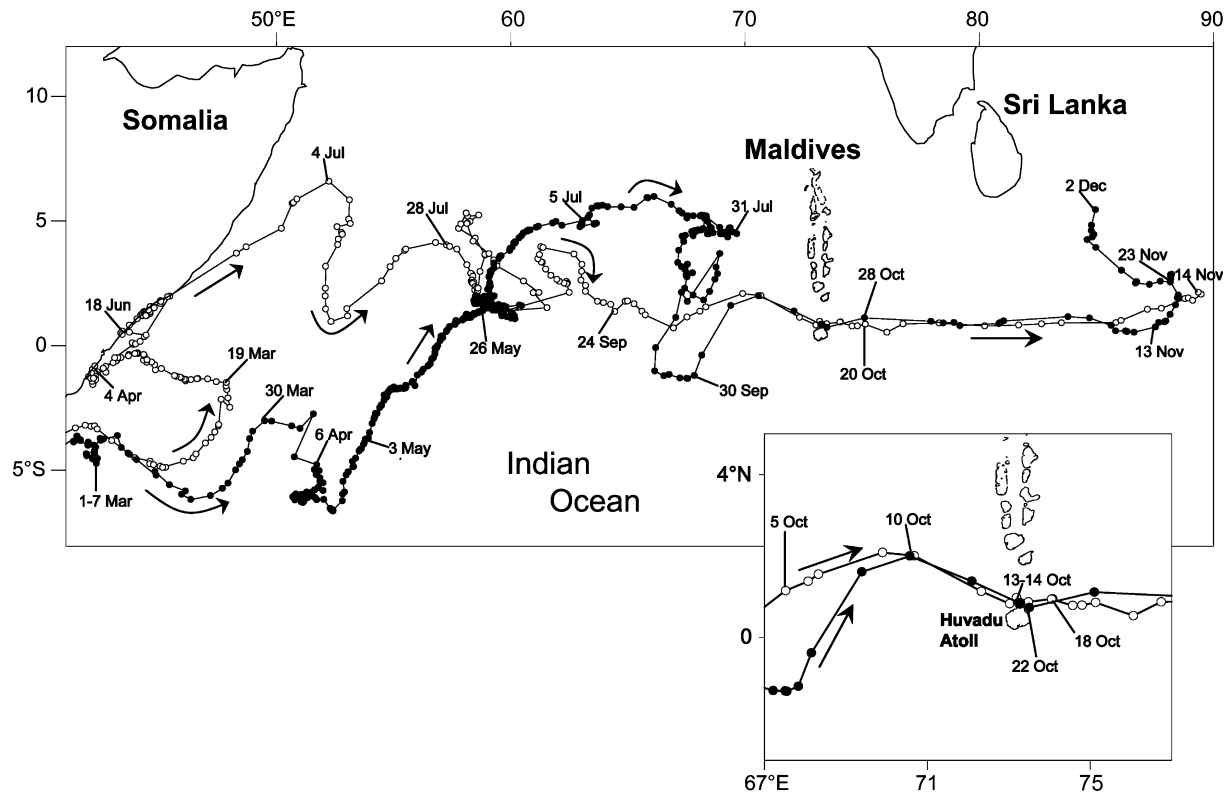 50°E
60
70
80
90
10
5
0
5°S
Somalia
Sri Lanka
Maldives
4 Jul
2 Dec
5 Jul
28 Jul
31 Jul
23 Nov
14 Nov
28 Oct
18 Jun
24 Sep
26 May
13 Nov
19 Mar
20 Oct
4 Apr
30 Mar
30 Sep
6 Apr
3 May
1-7 Mar
Indian
Ocean
4°N
0
5 Oct
10 Oct
13-14 Oct
Huvadu
Atoll
18 Oct
22 Oct
67°E
71
75